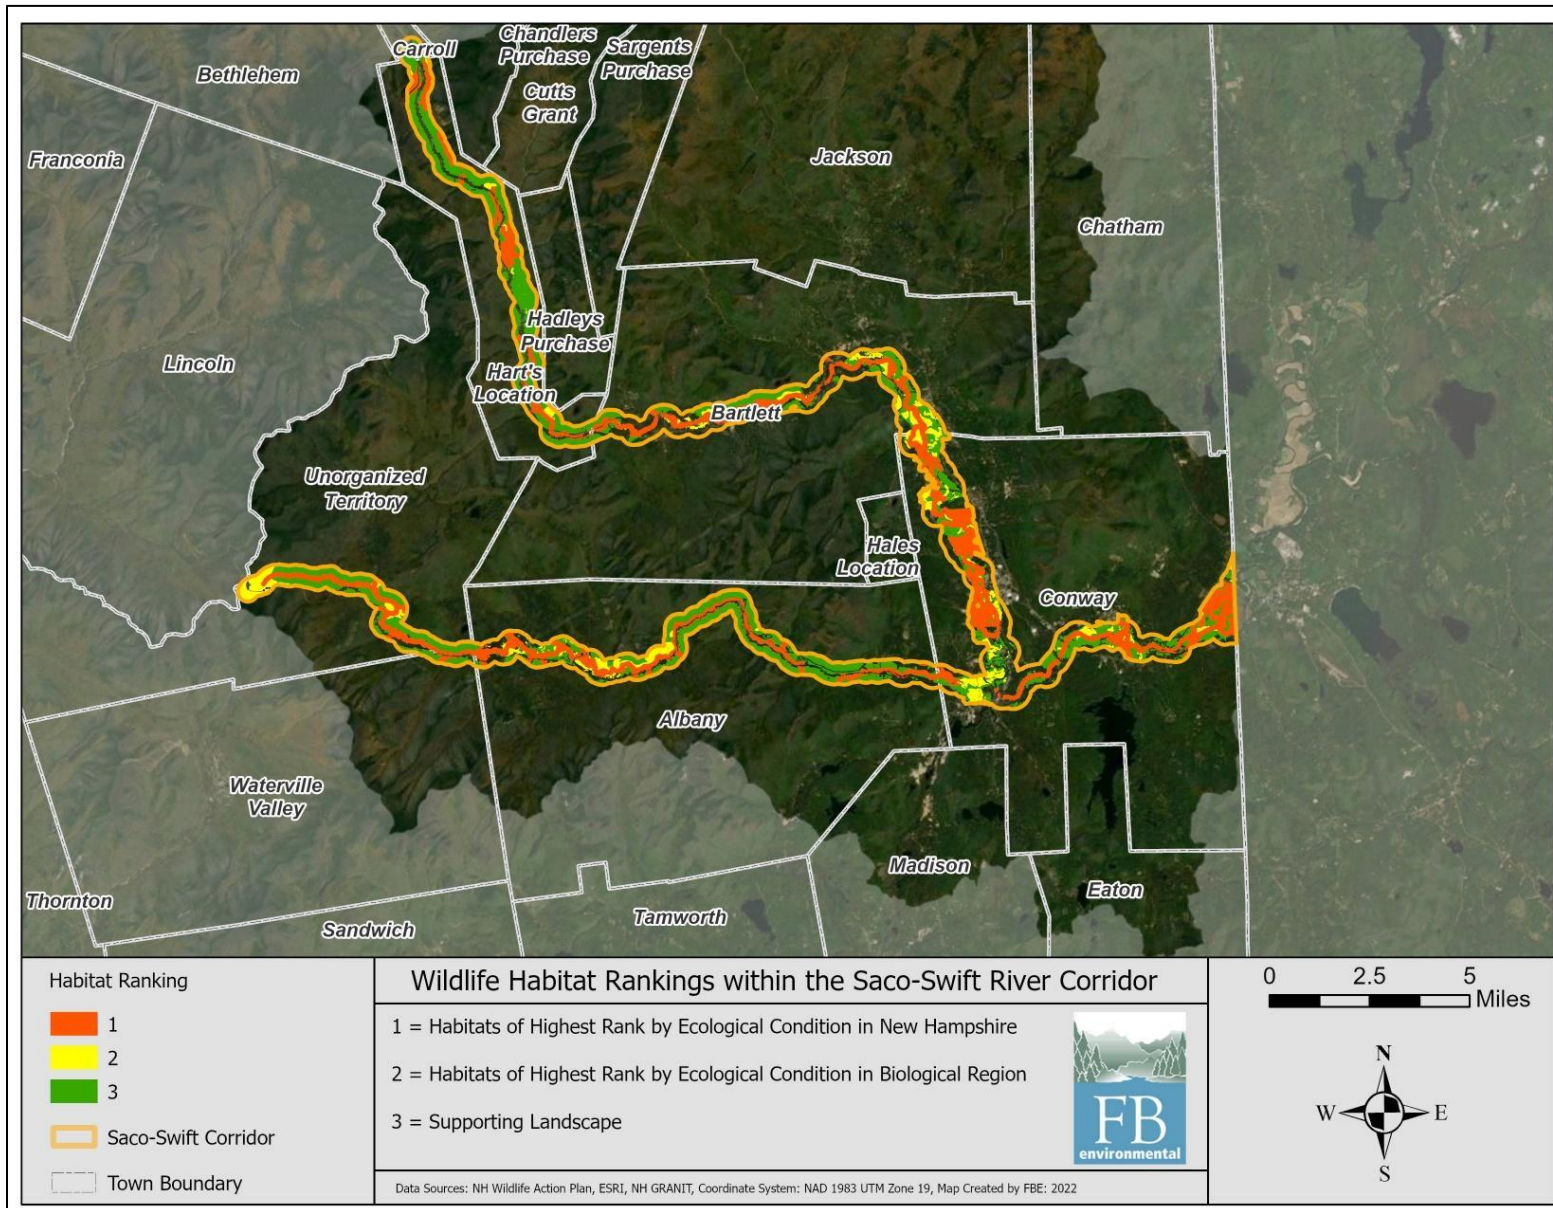 Carroll
Chandlers
Purchase
Sargents
Purchase
Bethlehem
Cutts
Grant
Franconia
Jackson
Chatham
Hadleys
Purchase
Lincoln
Hart's
Location
Bartlett
Unorganized
Territory
Hales
Location
Conway
Albany
Waterville
Valley
Madison
Eaton
Thornton
Sandwich
Tamworth
Habitat Ranking
1
2
3
Saco-Swift Corridor
Town Boundary
Wildlife Habitat Rankings within the Saco-Swift River Corridor
1 = Habitats of Highest Rank by Ecological Condition in New Hampshire
2 = Habitats of Highest Rank by Ecological Condition in Biological Region
3 = Supporting Landscape
FB
environmental
Data Sources: NH Wildlife Action Plan, ESRI, NH GRANIT, Coordinate System: NAD 1983 UTM Zone 19, Map Created by FBE: 2022
0 2.5 5
Miles
N
W E
S